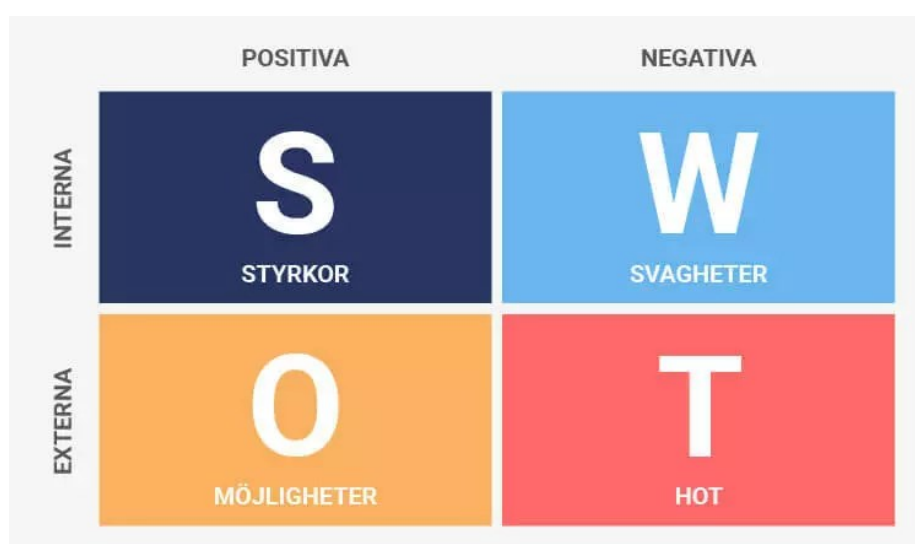 POSITIVA
NEGATIVA
INTERNA
S
STYRKOR
W
SVAGHETER
EXTERNA
O
MÖJLIGHETER
T
HOT